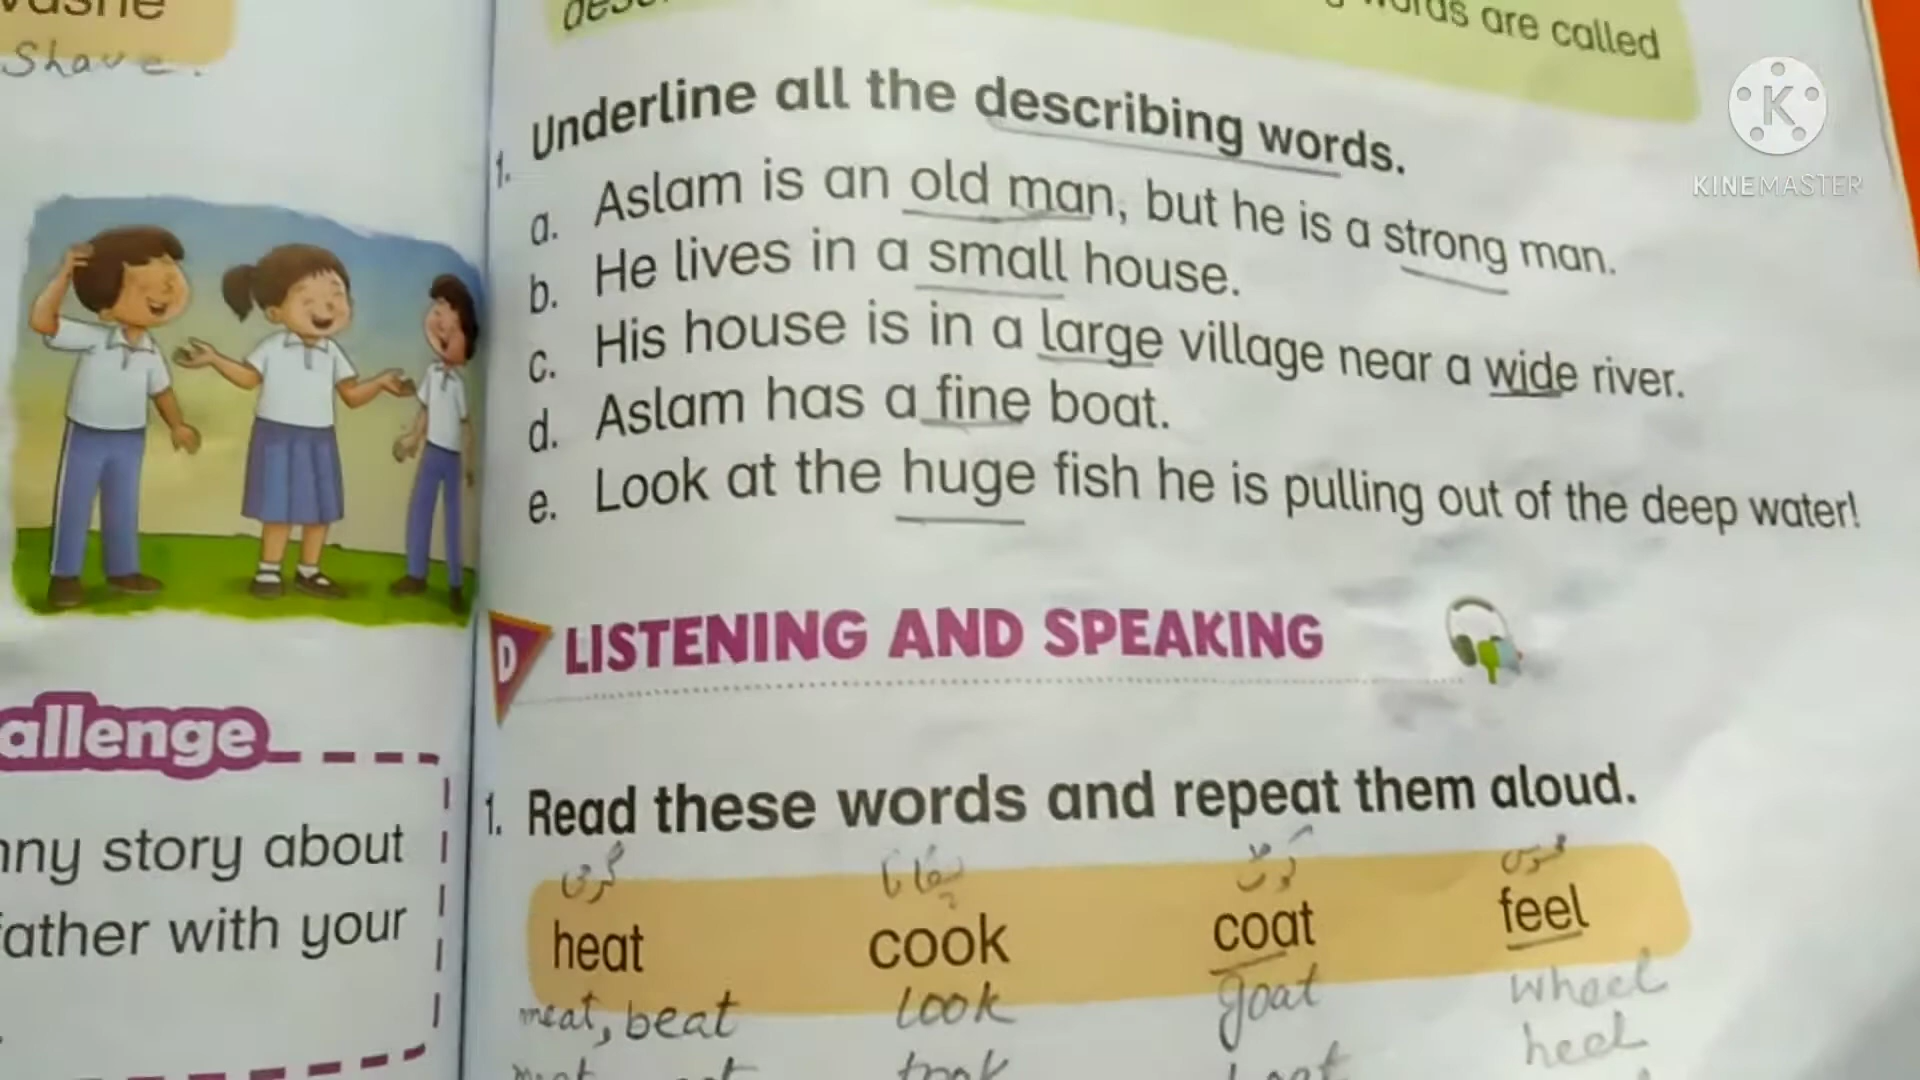 Shave.
words are called
1. Underline all the describing words.
a. Aslam is an old man, but he is a strong man.
b. He lives in a small house.
c. His house is in a large village near a wide river.
d. Aslam has a fine boat.
e. Look at the huge fish he is pulling out of the deep water!
D LISTENING AND SPEAKING
1. Read these words and repeat them aloud.
heat cook coat feel
meat, beat look goat wheel
heel
allenge
story about
father with your
K
KINEMASTER